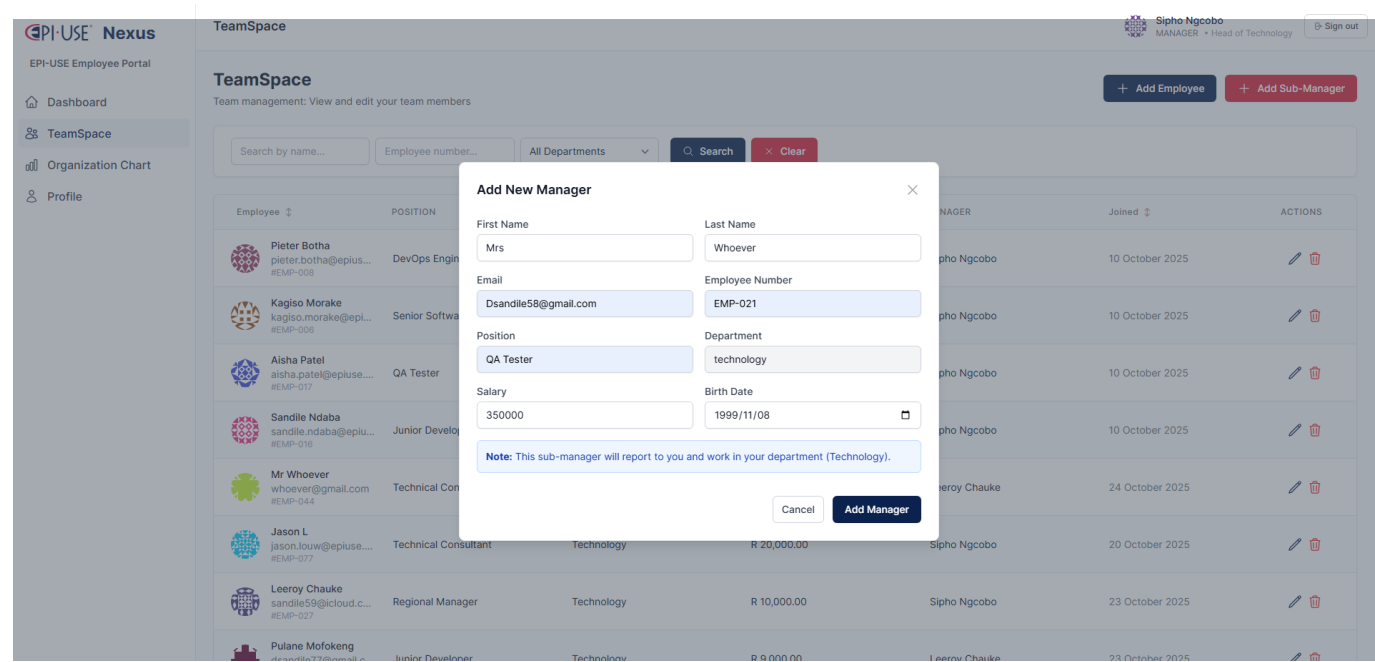 EPI-USE® Nexus
EPI-USE Employee Portal
Dashboard
TeamSpace
Organization Chart
Profile
TeamSpace
Sipho Ngcobo
MANAGER • Head of Technology
Sign out
TeamSpace
Team management: View and edit your team members
Add Employee
Add Sub-Manager
Search by name...
Employee number...
All Departments
Search
Clear
Employee
POSITION
NAGER
Joined
ACTIONS
Pieter Botha
pieter.botha@epius...
#EMP-008
DevOps Engin
pho Ngcobo
10 October 2025
Kagiso Morake
kagiso.morake@epi...
#EMP-006
Senior Softwa
pho Ngcobo
10 October 2025
Aisha Patel
aisha.patel@epiuse....
#EMP-017
QA Tester
pho Ngcobo
10 October 2025
Sandile Ndaba
sandile.ndaba@epiu...
#EMP-016
Junior Develop
pho Ngcobo
10 October 2025
Mr Whoever
whoever@gmail.com
#EMP-044
Technical Con
eeroy Chauke
24 October 2025
Jason L
jason.louw@epiuse....
#EMP-077
Technical Consultant
Technology
R 20,000.00
Sipho Ngcobo
20 October 2025
Leeroy Chauke
sandile59@icloud.c...
#EMP-027
Regional Manager
Technology
R 10,000.00
Sipho Ngcobo
23 October 2025
Pulane Mofokeng
dsandile77@gmail.c
Junior Developer
Technology
R 9,000.00
Leeroy Chauke
23 October 2025
Add New Manager
First Name
Last Name
Mrs
Whoever
Email
Employee Number
Dsandile58@gmail.com
EMP-021
Position
Department
QA Tester
technology
Salary
Birth Date
350000
1999/11/08
Note: This sub-manager will report to you and work in your department (Technology).
Cancel
Add Manager